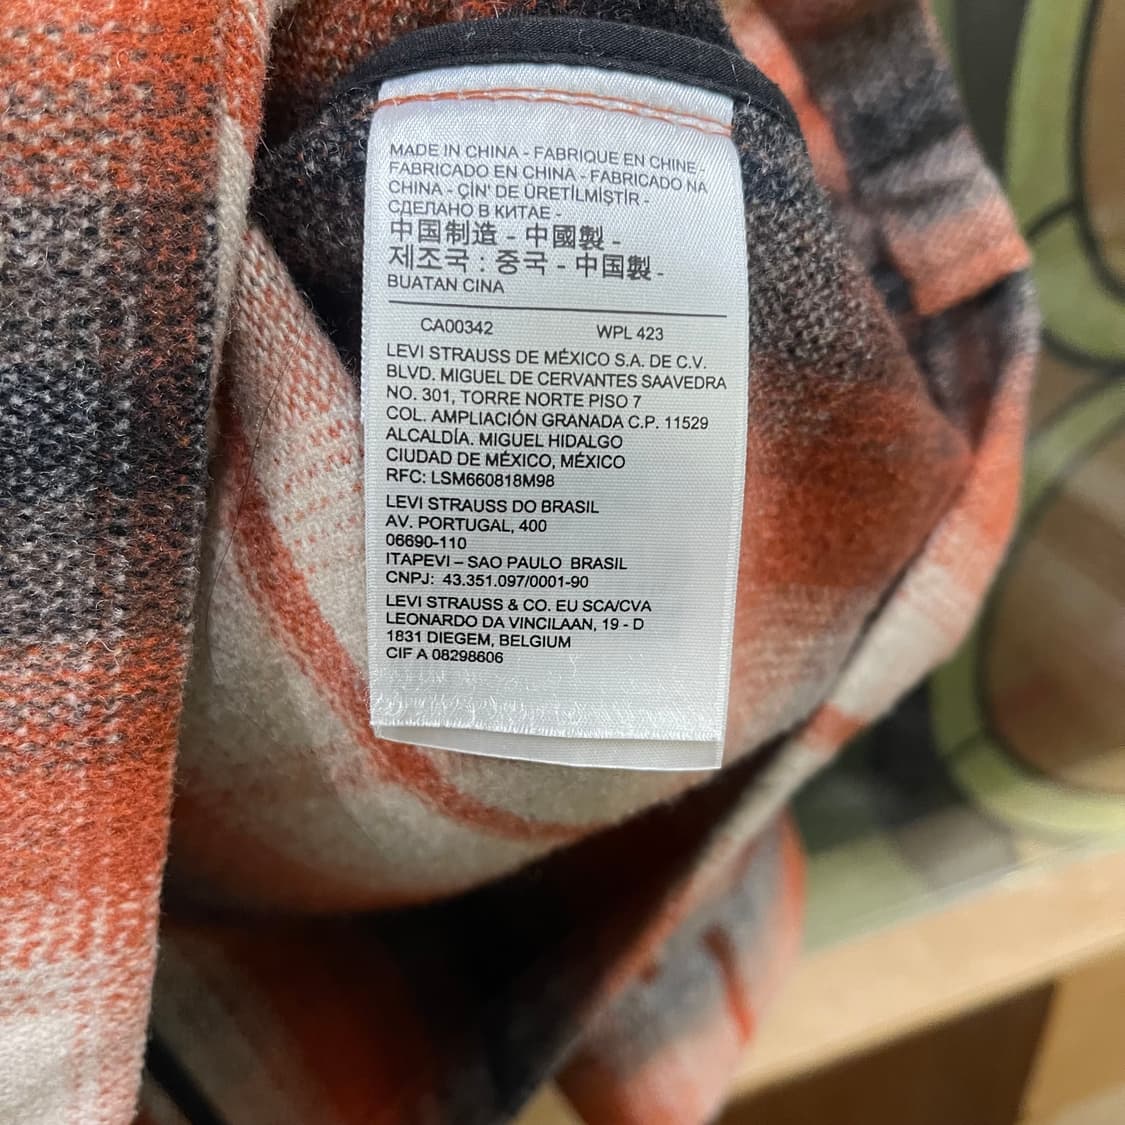 MADE IN CHINA - FABRIQUE EN CHINE -
FABRICADO EN CHINA - FABRICADO NA
CHINA - ÇİN' DE ÜRETİLMİŞTİR -
СДЕЛАНО В КИТАЕ -
中国制造 - 中國製 -
제조국 : 중국 - 中国製 -
BUATAN CINA
CA00342 WPL 423
LEVI STRAUSS DE MÉXICO S.A. DE C.V.
BLVD. MIGUEL DE CERVANTES SAAVEDRA
NO. 301, TORRE NORTE PISO 7
COL. AMPLIACIÓN GRANADA C.P. 11529
ALCALDÍA. MIGUEL HIDALGO
CIUDAD DE MÉXICO, MÉXICO
RFC: LSM660818M98
LEVI STRAUSS DO BRASIL
AV. PORTUGAL, 400
06690-110
ITAPEVI – SAO PAULO BRASIL
CNPJ: 43.351.097/0001-90
LEVI STRAUSS & CO. EU SCA/CVA
LEONARDO DA VINCILAAN, 19 - D
1831 DIEGEM, BELGIUM
CIF A 08298606